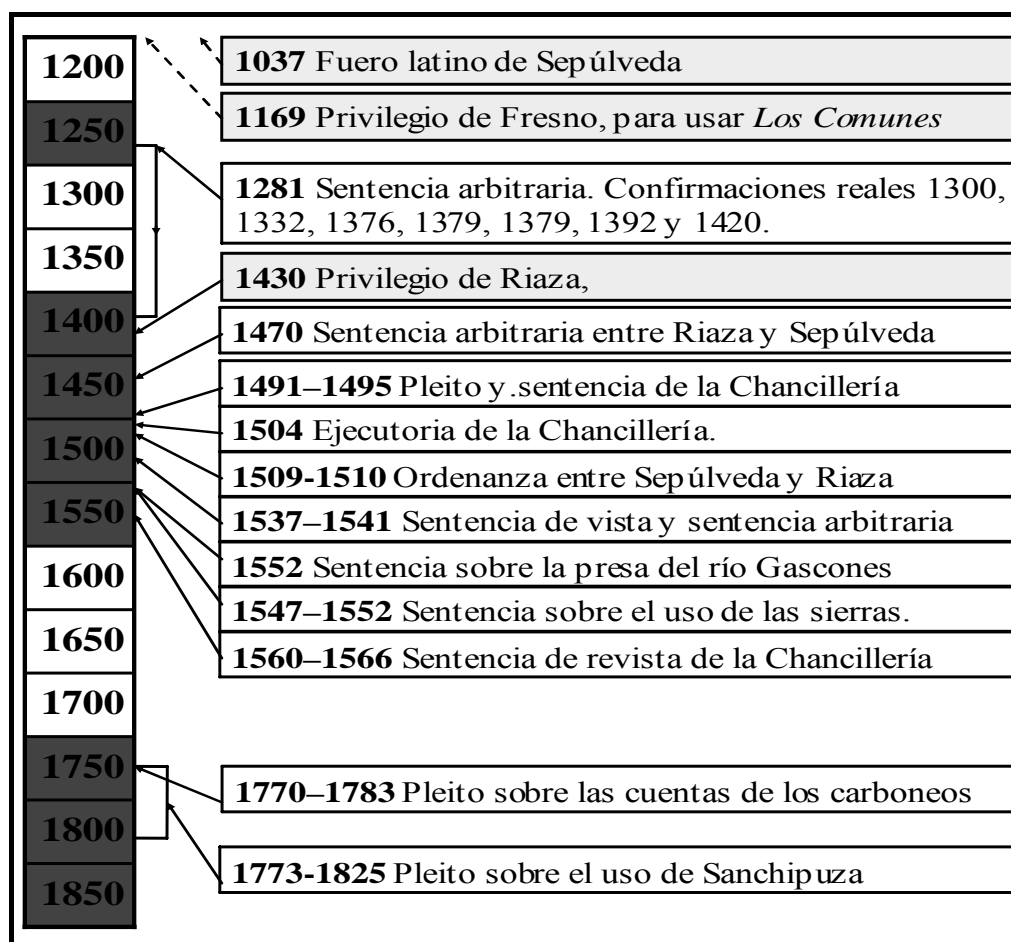 1200
1250
1300
1350
1400
1450
1500
1550
1600
1650
1700
1750
1800
1850
1037 Fuero latino de Sepúlveda
1169 Privilegio de Fresno, para usar Los Comunes
1281 Sentencia arbitraria. Confirmaciones reales 1300,
1332, 1376, 1379, 1379, 1392 y 1420.
1430 Privilegio de Riaza,
1470 Sentencia arbitraria entre Riaza y Sepúlveda
1491–1495 Pleito y .sentencia de la Chancillería
1504 Ejecutoria de la Chancillería.
1509-1510 Ordenanza entre Sepúlveda y Riaza
1537–1541 Sentencia de vista y sentencia arbitraria
1552 Sentencia sobre la presa del río Gascones
1547–1552 Sentencia sobre el uso de las sierras.
1560–1566 Sentencia de revista de la Chancillería
1770–1783 Pleito sobre las cuentas de los carboneos
1773-1825 Pleito sobre el uso de Sanchipuza